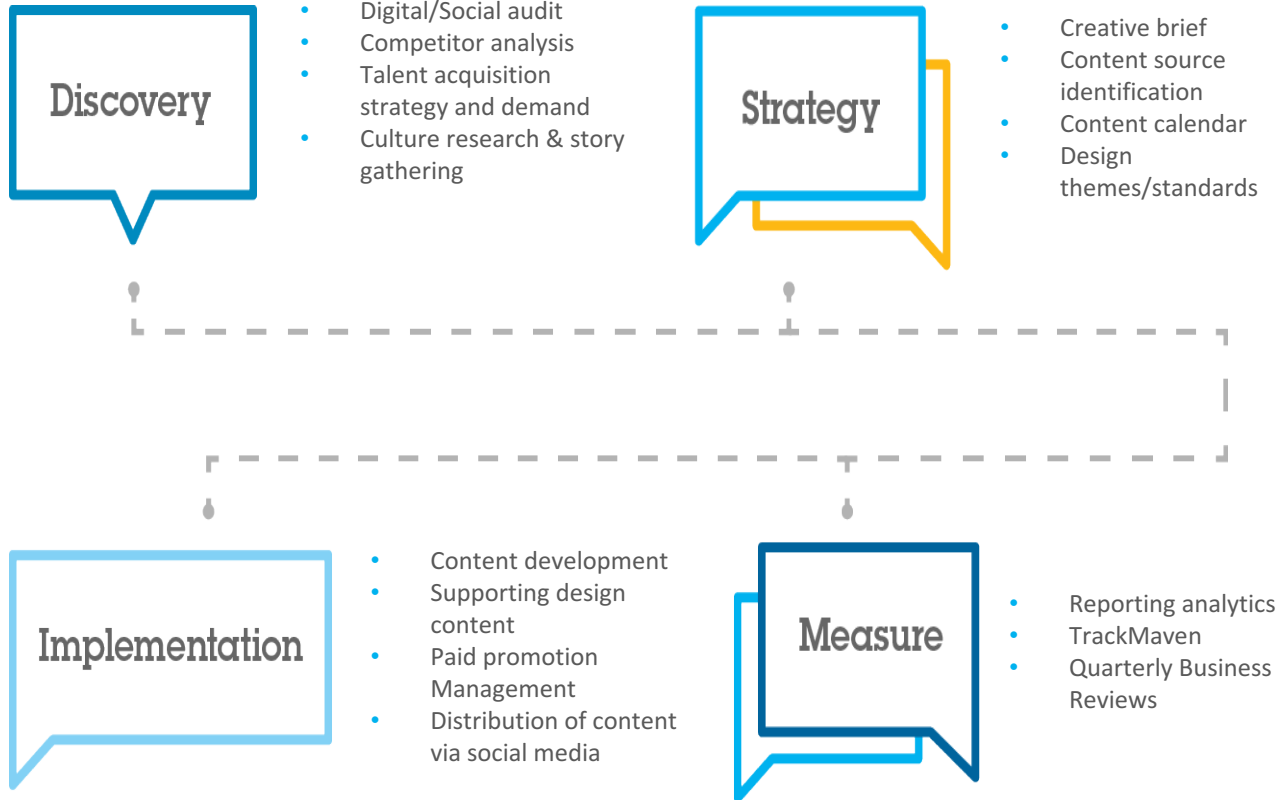 Discovery
• Digital/Social audit
• Competitor analysis
• Talent acquisition
strategy and demand
• Culture research & story
gathering
Strategy
• Creative brief
• Content source
identification
• Content calendar
• Design
themes/standards
Implementation
• Content development
• Supporting design
content
• Paid promotion
Management
• Distribution of content
via social media
Measure
• Reporting analytics
• TrackMaven
• Quarterly Business
Reviews